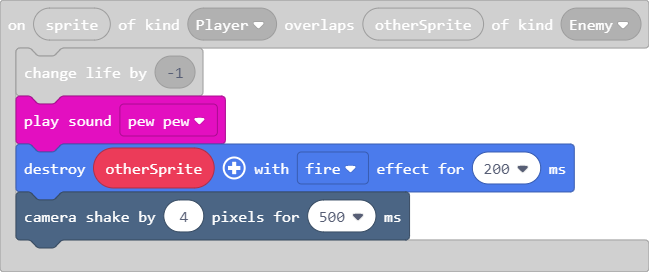 on sprite of kind Player overlaps otherSprite of kind Enemy
change life by -1
play sound pew pew
destroy otherSprite with fire effect for 200 ms
camera shake by 4 pixels for 500 ms